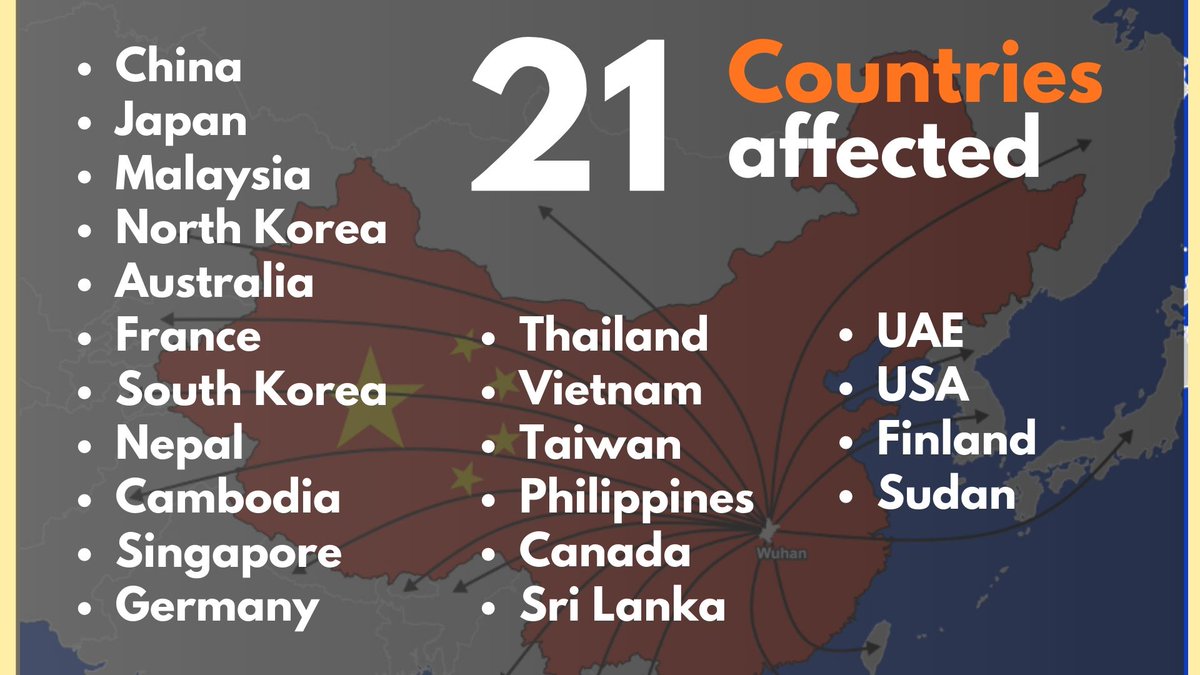 21 Countries
affected
• China
• Japan
• Malaysia
• North Korea
• Australia
• France
• South Korea
• Nepal
• Cambodia
• Singapore
• Germany
• Thailand
• Vietnam
• Taiwan
• Philippines
• Canada
• Sri Lanka
• UAE
• USA
• Finland
• Sudan
Wuhan